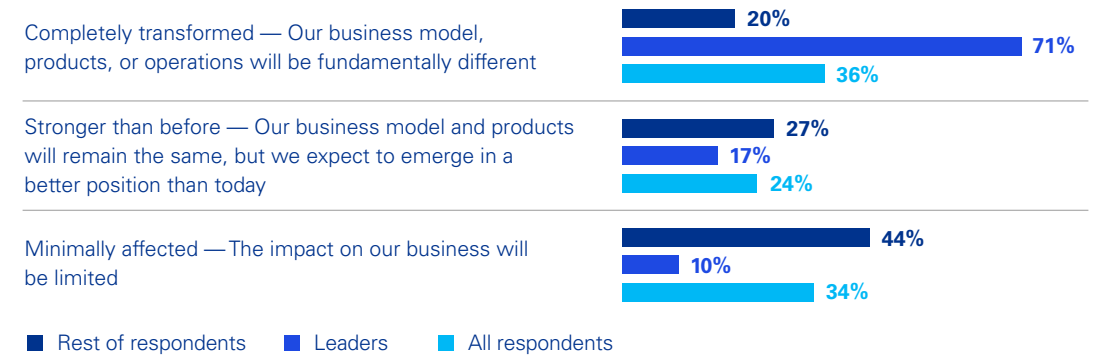 Completely transformed — Our business model,
products, or operations will be fundamentally different
20%
71%
36%
Stronger than before — Our business model and products
will remain the same, but we expect to emerge in a
better position than today
27%
17%
24%
Minimally affected — The impact on our business will
be limited
44%
10%
34%
Rest of respondents Leaders All respondents